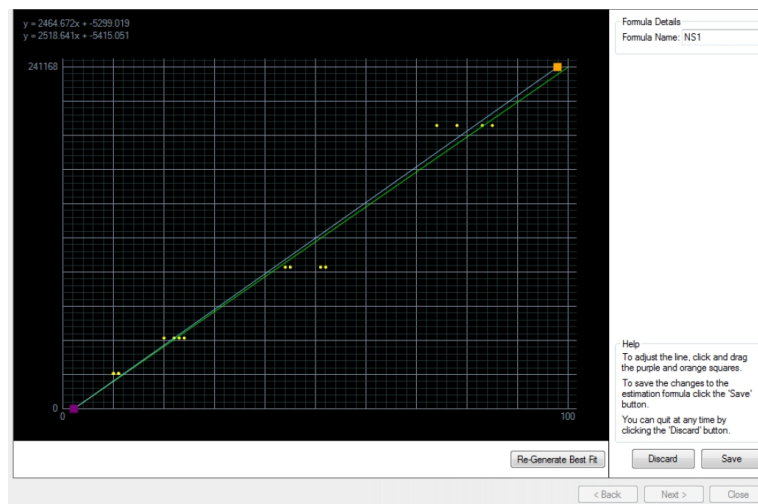 y = 2464.672x + -5299.019
y = 2518.641x + -5415.051
241168
0
0
100
Re-Generate Best Fit
Formula Details
Formula Name: NS1
Help
To adjust the line, click and drag
the purple and orange squares.
To save the changes to the
estimation formula click the 'Save'
button.
You can quit at any time by
clicking the 'Discard' button.
Discard
Save
< Back
Next >
Close